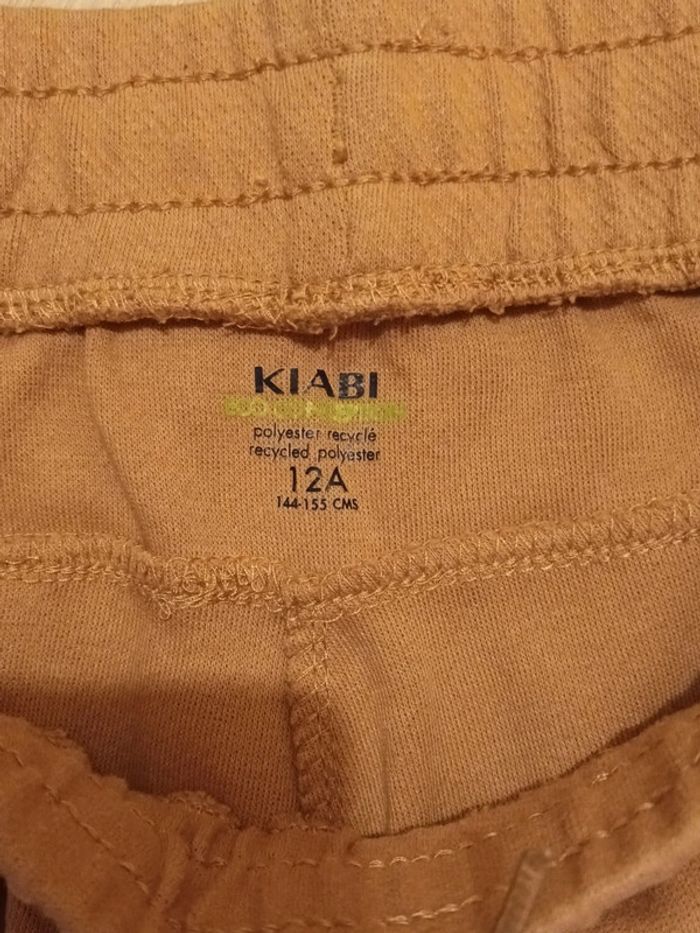 KIABI
polyester recyclé
recycled polyester
12A
144-155 CMS